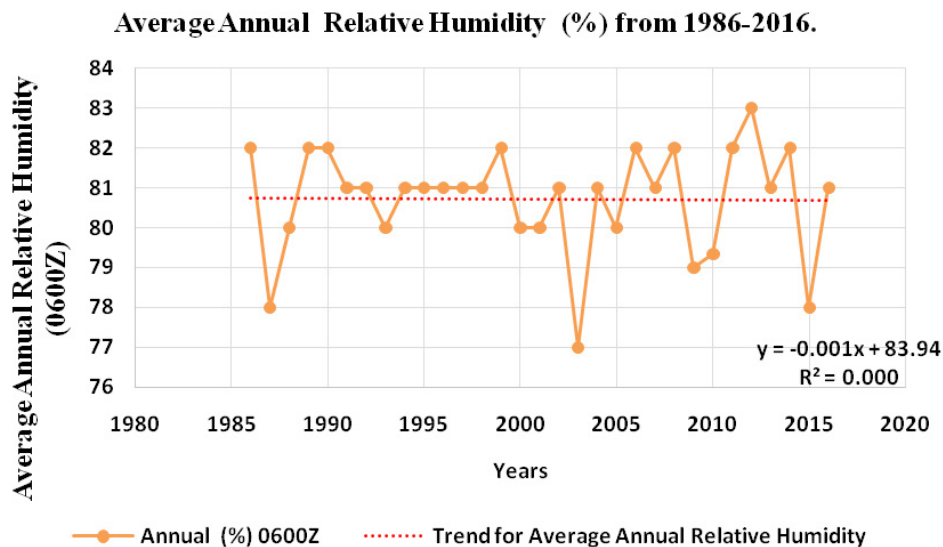 Average Annual Relative Humidity (%) from 1986-2016.
Average Annual Relative Humidity
(0600Z)
84
83
82
81
80
79
78
77
76
y = -0.001x + 83.94
R² = 0.000
1980 1985 1990 1995 2000 2005 2010 2015 2020
Years
Annual (%) 0600Z Trend for Average Annual Relative Humidity